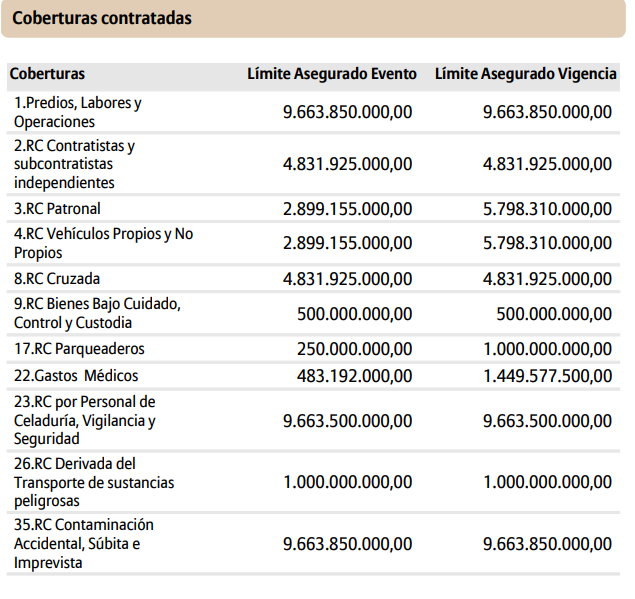 Coberturas contratadas
Coberturas Límite Asegurado Evento Límite Asegurado Vigencia
1.Predios, Labores y
Operaciones 9.663.850.000,00 9.663.850.000,00
2.RC Contratistas y
subcontratistas 4.831.925.000,00 4.831.925.000,00
independientes
3.RC Patronal 2.899.155.000,00 5.798.310.000,00
4.RC Vehículos Propios y No
Propios 2.899.155.000,00 5.798.310.000,00
8.RC Cruzada 4.831.925.000,00 4.831.925.000,00
9.RC Bienes Bajo Cuidado,
Control y Custodia 500.000.000,00 500.000.000,00
17.RC Parqueaderos 250.000.000,00 1.000.000.000,00
22.Gastos Médicos 483.192.000,00 1.449.577.500,00
23.RC por Personal de
Celaduría, Vigilancia y 9.663.500.000,00 9.663.500.000,00
Seguridad
26.RC Derivada del
Transporte de sustancias 1.000.000.000,00 1.000.000.000,00
peligrosas
35.RC Contaminación
Accidental, Súbita e 9.663.850.000,00 9.663.850.000,00
Imprevista